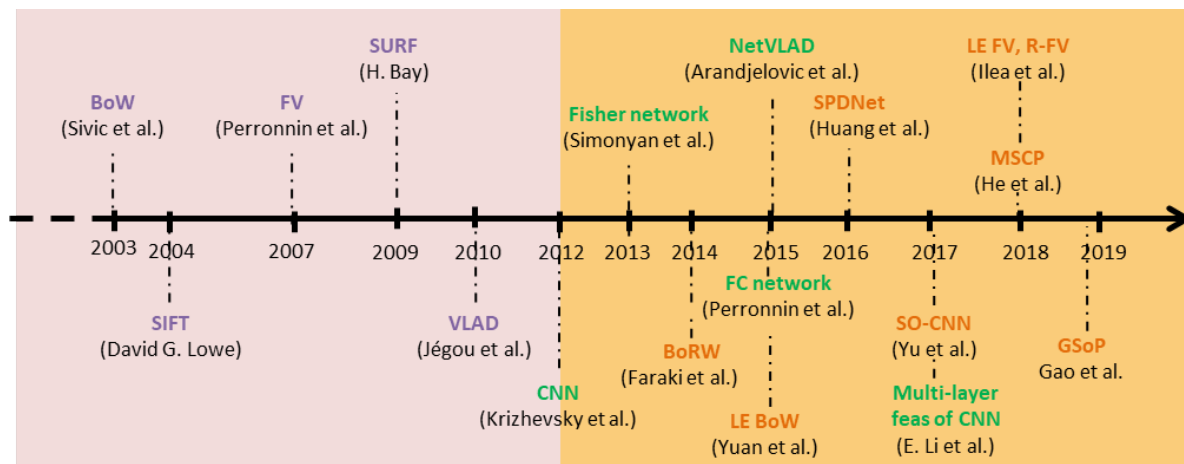 SURF
(H. Bay)
NetVLAD
(Arandjelovic et al.)
LE FV, R-FV
(Ilea et al.)
BoW
(Sivic et al.)
FV
(Perronnin et al.)
Fisher network
(Simonyan et al.)
SPDNet
(Huang et al.)
MSCP
(He et al.)
2003 2004 2007 2009 2010 2012 2013 2014 2015 2016 2017 2018 2019
SIFT
(David G. Lowe)
VLAD
(Jégou et al.)
CNN
(Krizhevsky et al.)
BoRW
(Faraki et al.)
FC network
(Perronnin et al.)
LE BoW
(Yuan et al.)
SO-CNN
(Yu et al.)
Multi-layer
feas of CNN
(E. Li et al.)
GSoP
Gao et al.